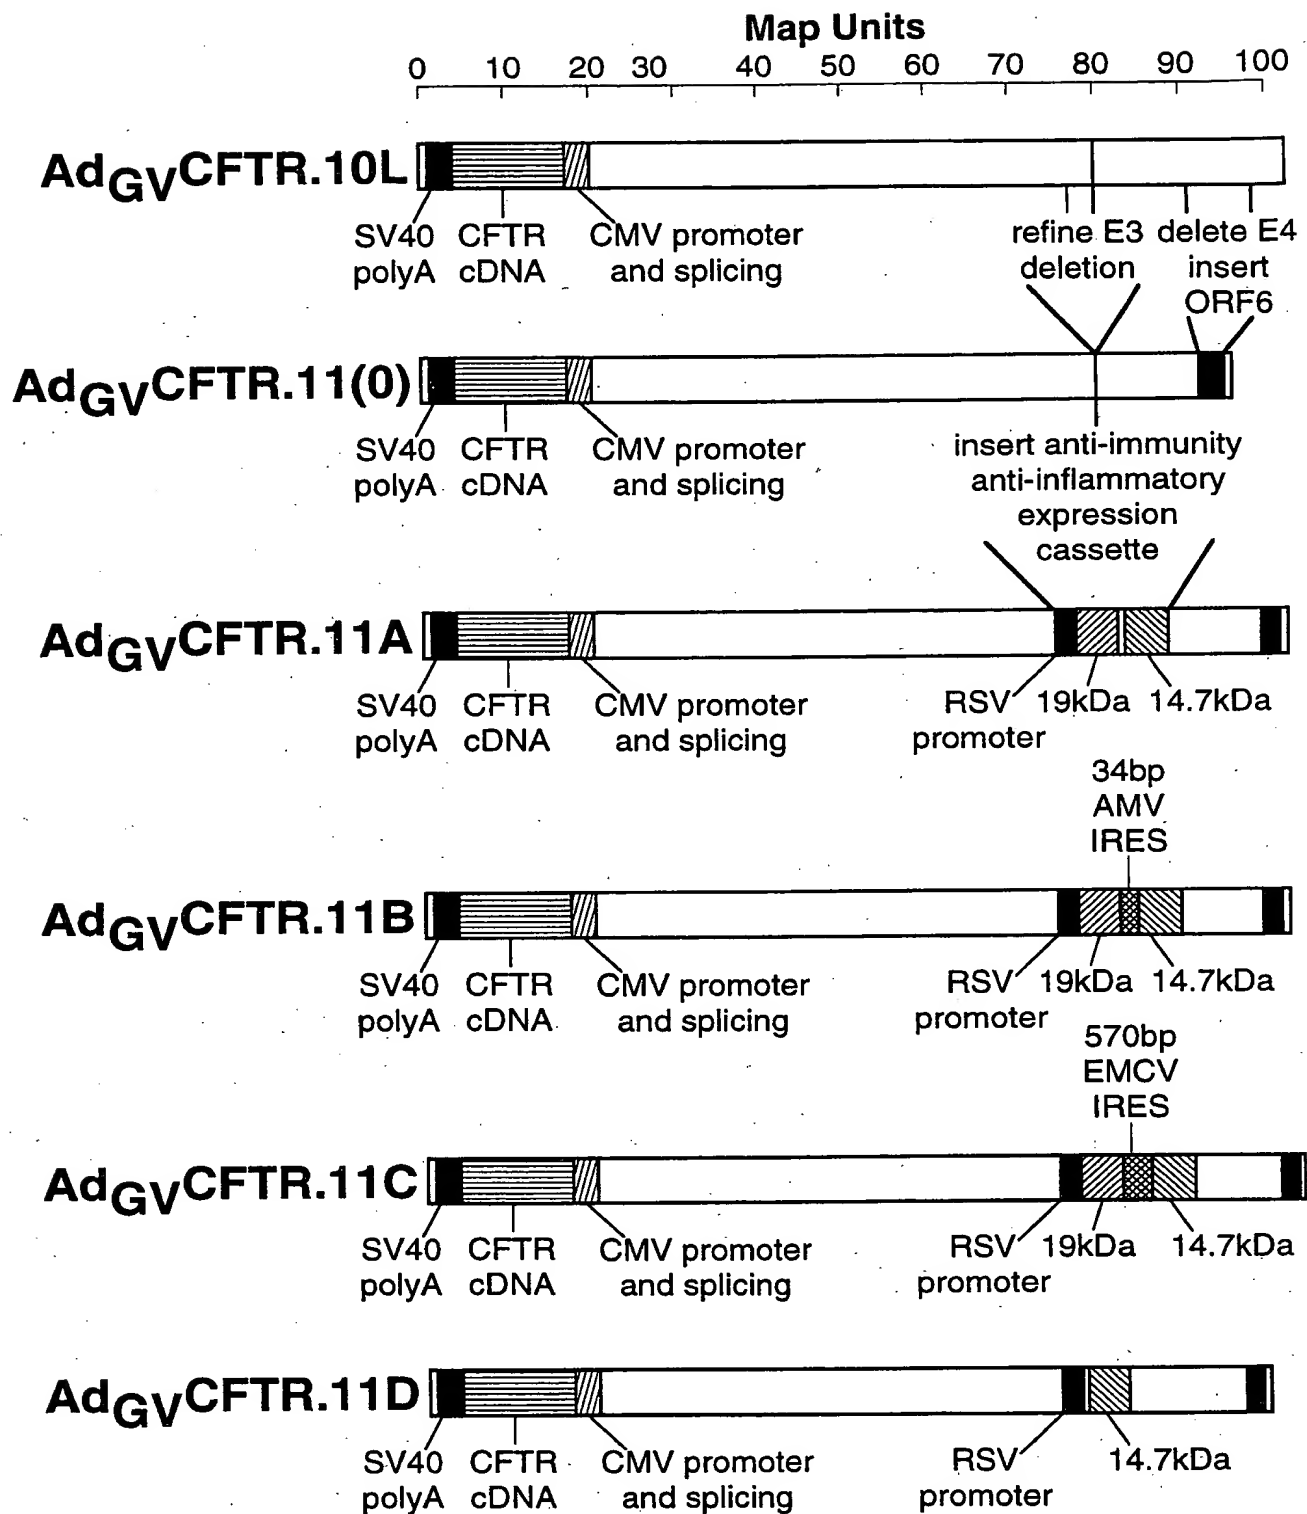 Map Units
0 10 20 30 40 50 60 70 80 90 100
AdGVCFTR.10L
SV40 CFTR CMV promoter refine E3 delete E4
polyA cDNA and splicing deletion insert
ORF6
AdGVCFTR.11(0)
SV40 CFTR CMV promoter insert anti-immunity
polyA cDNA and splicing anti-inflammatory
expression
cassette
AdGVCFTR.11A
SV40 CFTR CMV promoter RSV 19kDa 14.7kDa
polyA cDNA and splicing promoter
34bp
AMV
IRES
AdGVCFTR.11B
SV40 CFTR CMV promoter RSV 19kDa 14.7kDa
polyA cDNA and splicing promoter
570bp
EMCV
IRES
AdGVCFTR.11C
SV40 CFTR CMV promoter RSV 19kDa 14.7kDa
polyA cDNA and splicing promoter
AdGVCFTR.11D
SV40 CFTR CMV promoter RSV 14.7kDa
polyA cDNA and splicing promoter